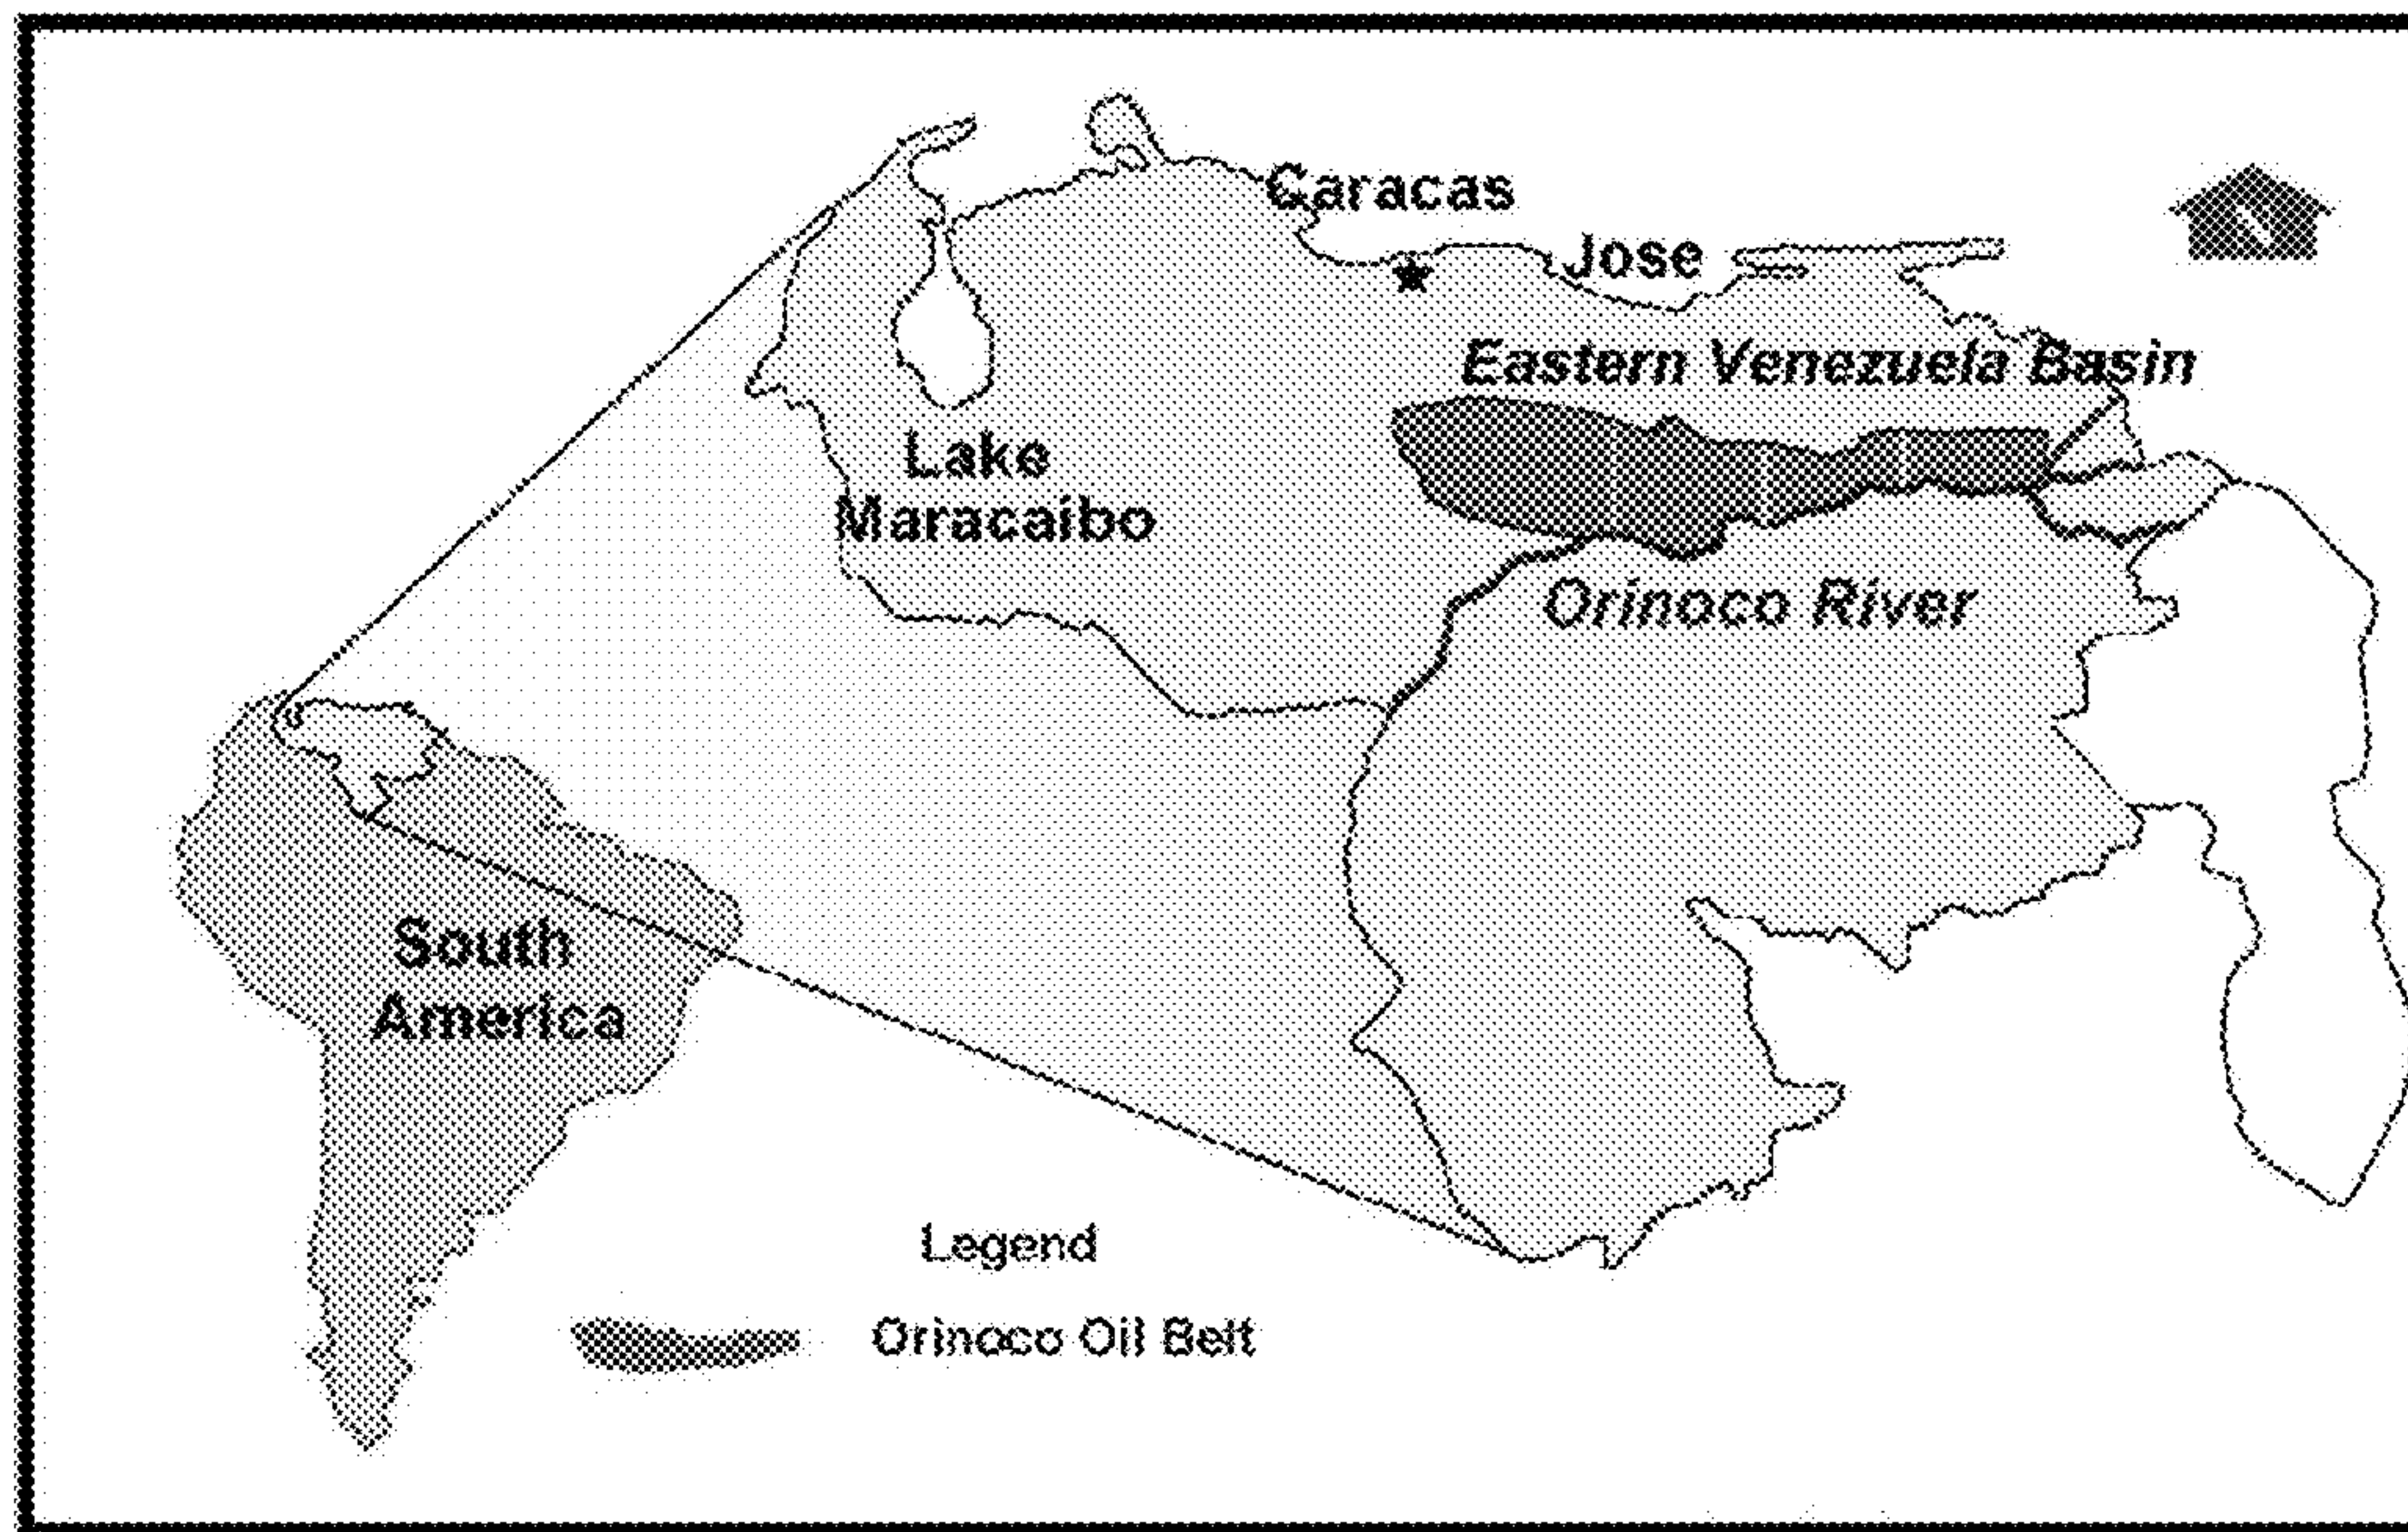 Caracas
Jose
Eastern Venezuela Basin
Lake
Maracaibo
Orinoco River
South
America
Legend
Orinoco Oil Belt
N